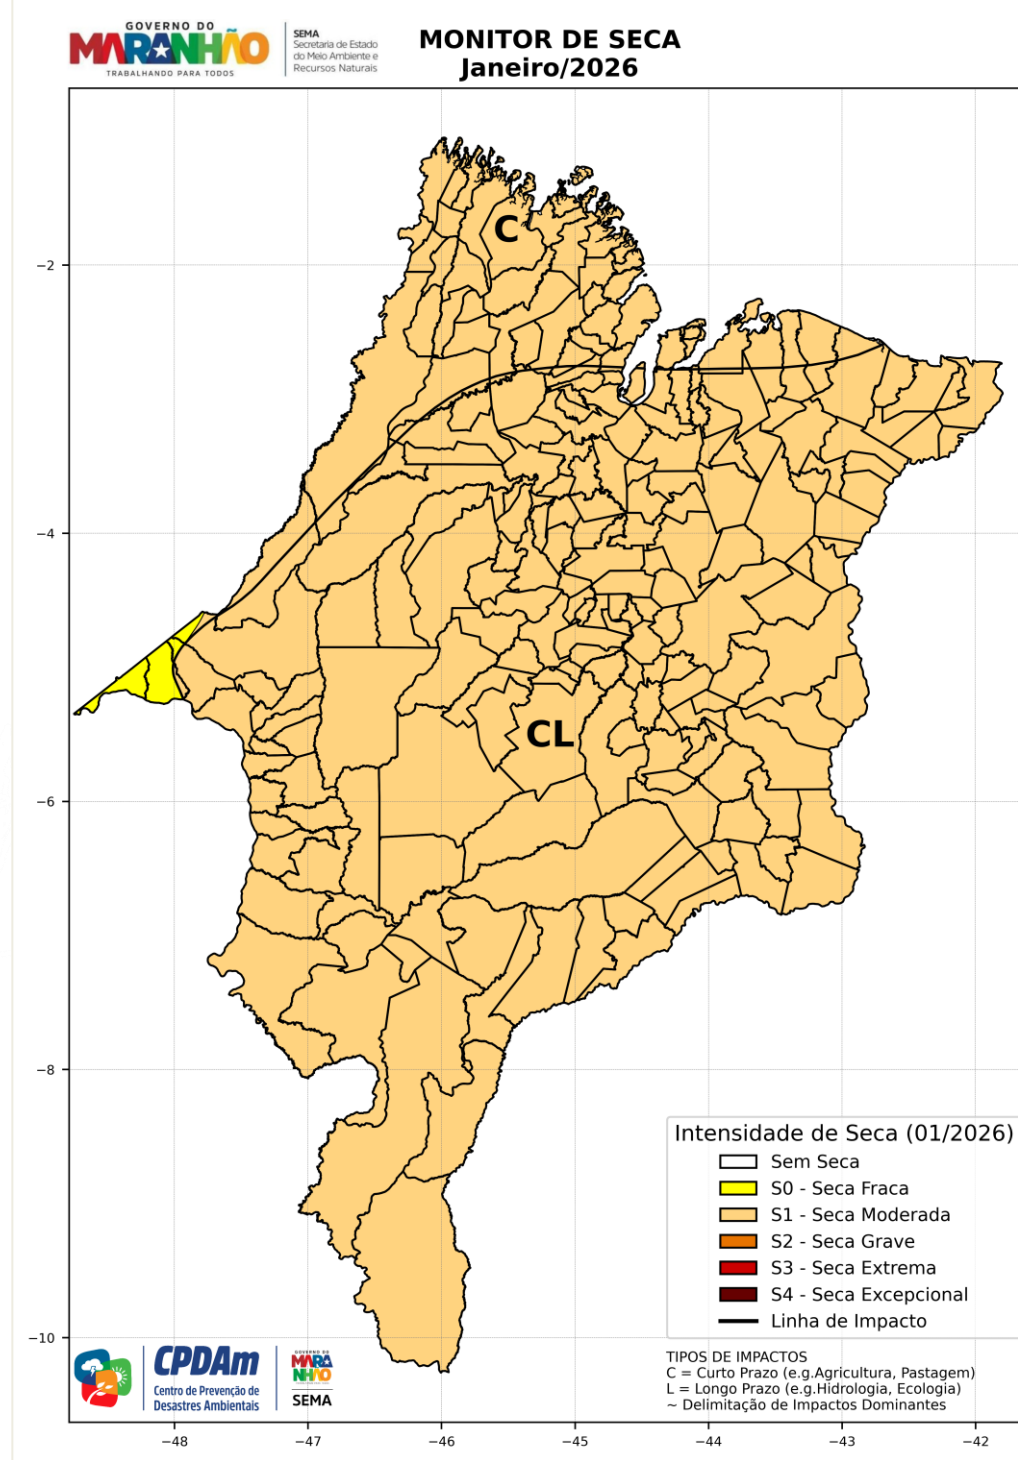 GOVERNO DO
MARANHÃO
TRABALHANDO PARA TODOS
SEMA
Secretaria de Estado
do Meio Ambiente e
Recursos Naturais
MONITOR DE SECA
Janeiro/2026
C
−2
−4
CL
−6
−8
−10
Intensidade de Seca (01/2026)
Sem Seca
S0 - Seca Fraca
S1 - Seca Moderada
S2 - Seca Grave
S3 - Seca Extrema
S4 - Seca Excepcional
Linha de Impacto
TIPOS DE IMPACTOS
C = Curto Prazo (e.g.Agricultura, Pastagem)
L = Longo Prazo (e.g.Hidrologia, Ecologia)
~ Delimitação de Impactos Dominantes
CPDAm
Centro de Prevenção de
Desastres Ambientais
GOVERNO DO
MARANHÃO
SEMA
−48 −47 −46 −45 −44 −43 −42